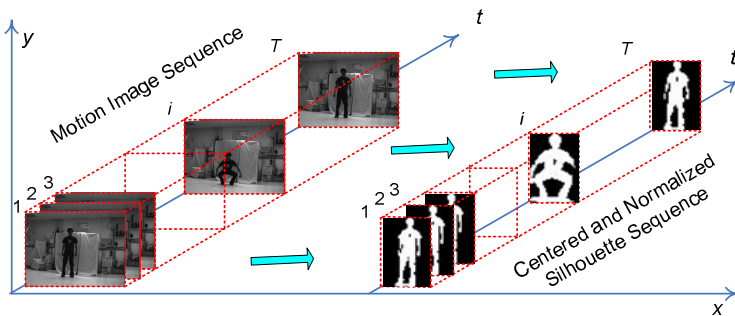 y
Motion Image Sequence
T
t
i
1 2 3
T
t
i
1 2 3
Centered and Normalized
Silhouette Sequence
x